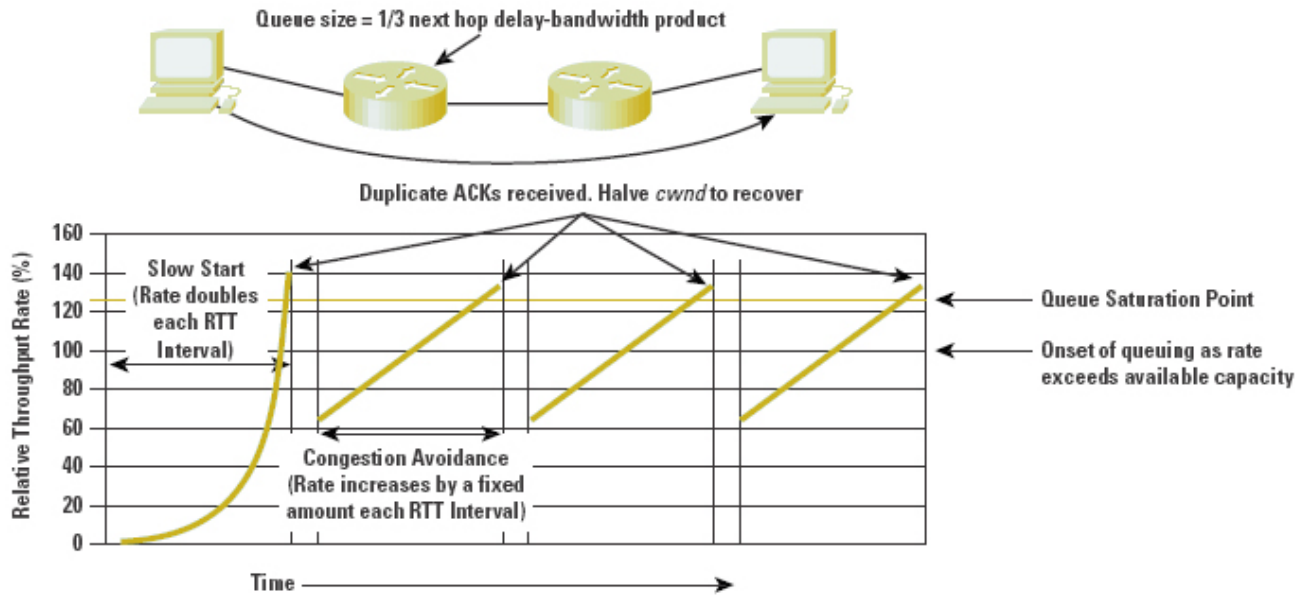 Queue size = 1/3 next hop delay-bandwidth product
Duplicate ACKs received. Halve cwnd to recover
Relative Throughput Rate (%)
160
140
120
100
80
60
40
20
0
Slow Start
(Rate doubles
each RTT
Interval)
Congestion Avoidance
(Rate increases by a fixed
amount each RTT Interval)
Queue Saturation Point
Onset of queuing as rate
exceeds available capacity
Time